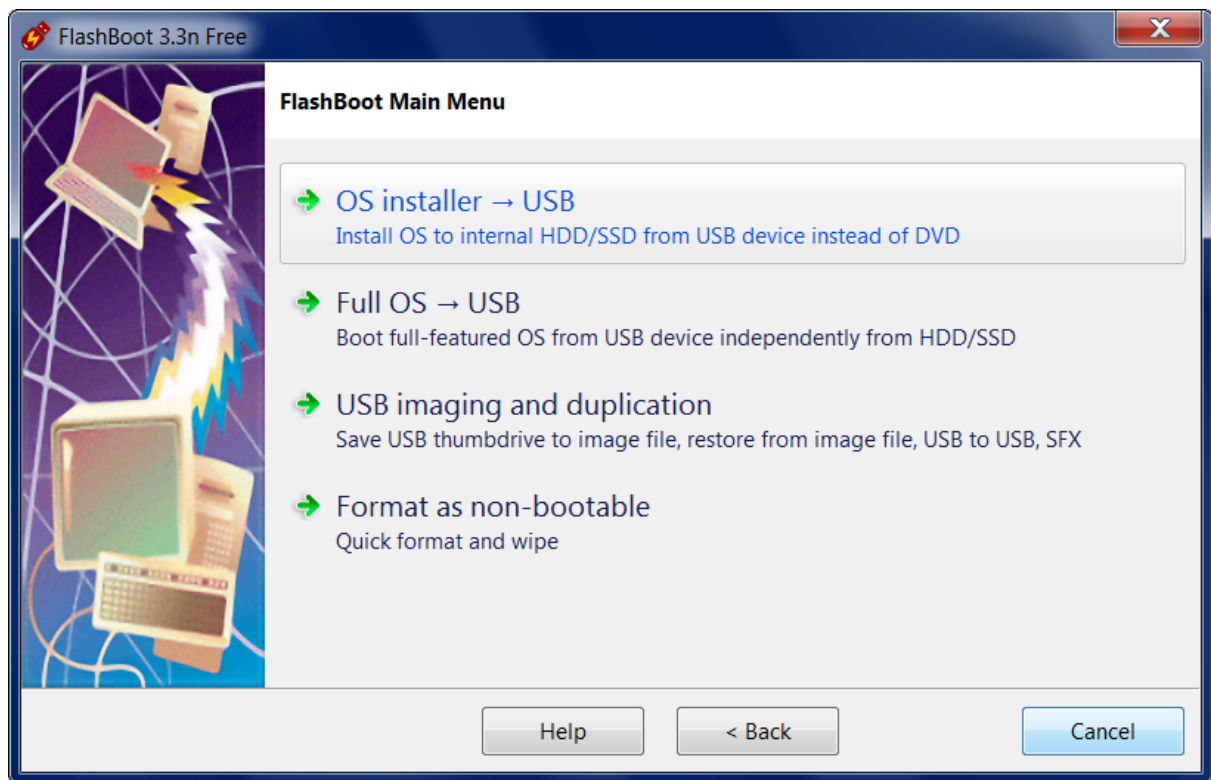 FlashBoot 3.3n Free
FlashBoot Main Menu
OS installer → USB
Install OS to internal HDD/SSD from USB device instead of DVD
Full OS → USB
Boot full-featured OS from USB device independently from HDD/SSD
USB imaging and duplication
Save USB thumbdrive to image file, restore from image file, USB to USB, SFX
Format as non-bootable
Quick format and wipe
Help
< Back
Cancel